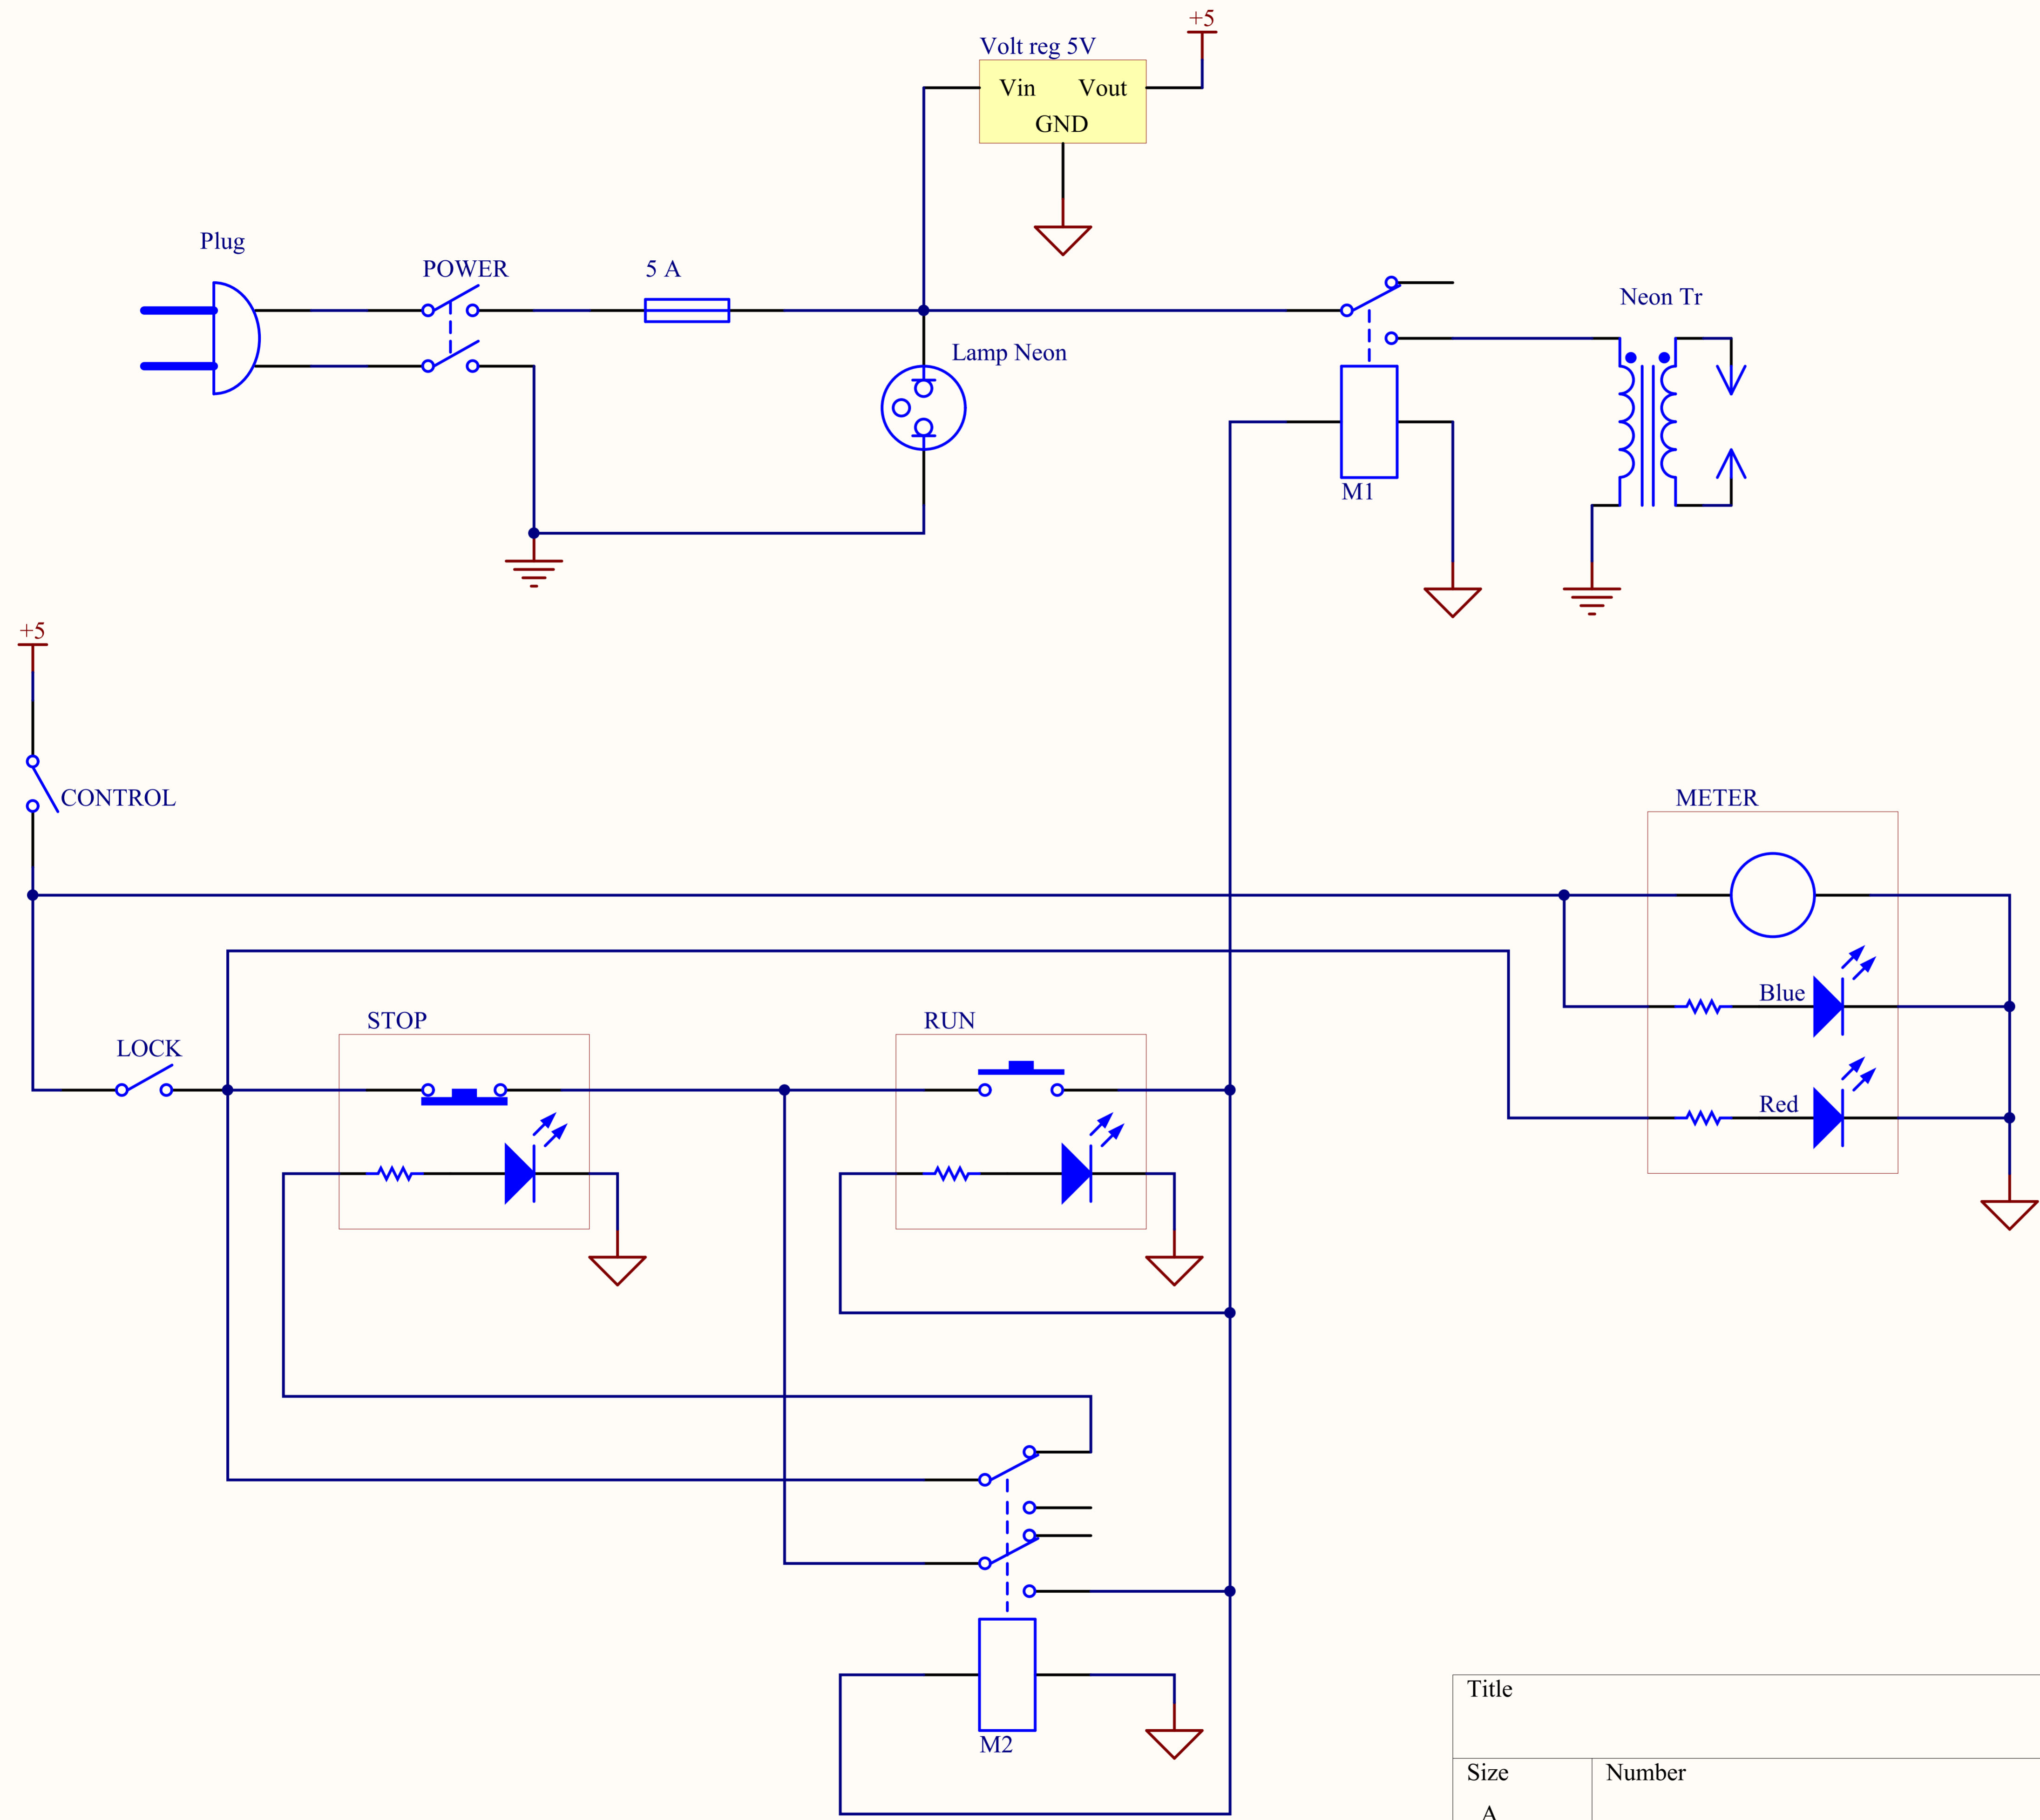 +5
Volt reg 5V
Vin Vout
GND
Plug
POWER
5 A
Neon Tr
Lamp Neon
M1
+5
CONTROL
METER
Blue
STOP
RUN
LOCK
Red
M2
Title
Size
Number
A